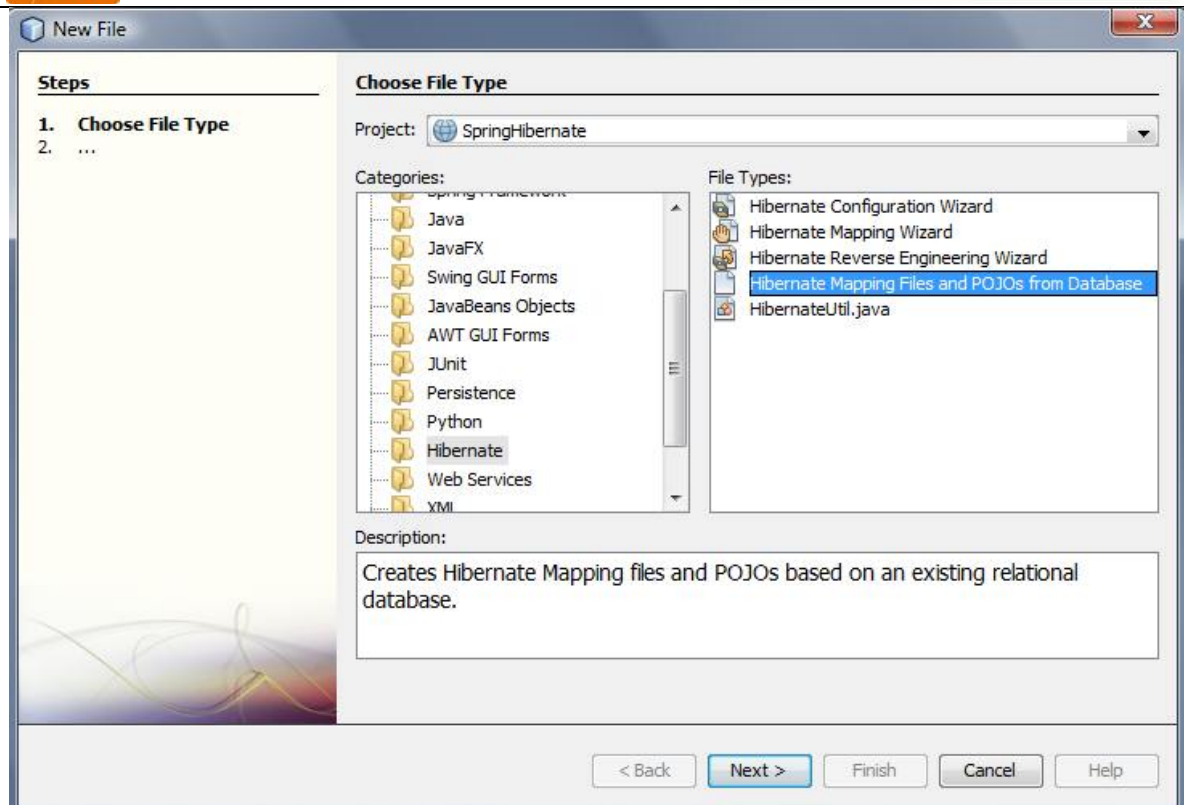 New File
Steps
1. Choose File Type
2. ...
Choose File Type
Project: SpringHibernate
Categories:
Java
JavaFX
Swing GUI Forms
JavaBeans Objects
AWT GUI Forms
JUnit
Persistence
Python
Hibernate
Web Services
XML
File Types:
Hibernate Configuration Wizard
Hibernate Mapping Wizard
Hibernate Reverse Engineering Wizard
Hibernate Mapping Files and POJOs from Database
HibernateUtil.java
Description:
Creates Hibernate Mapping files and POJOs based on an existing relational
database.
< Back Next > Finish Cancel Help